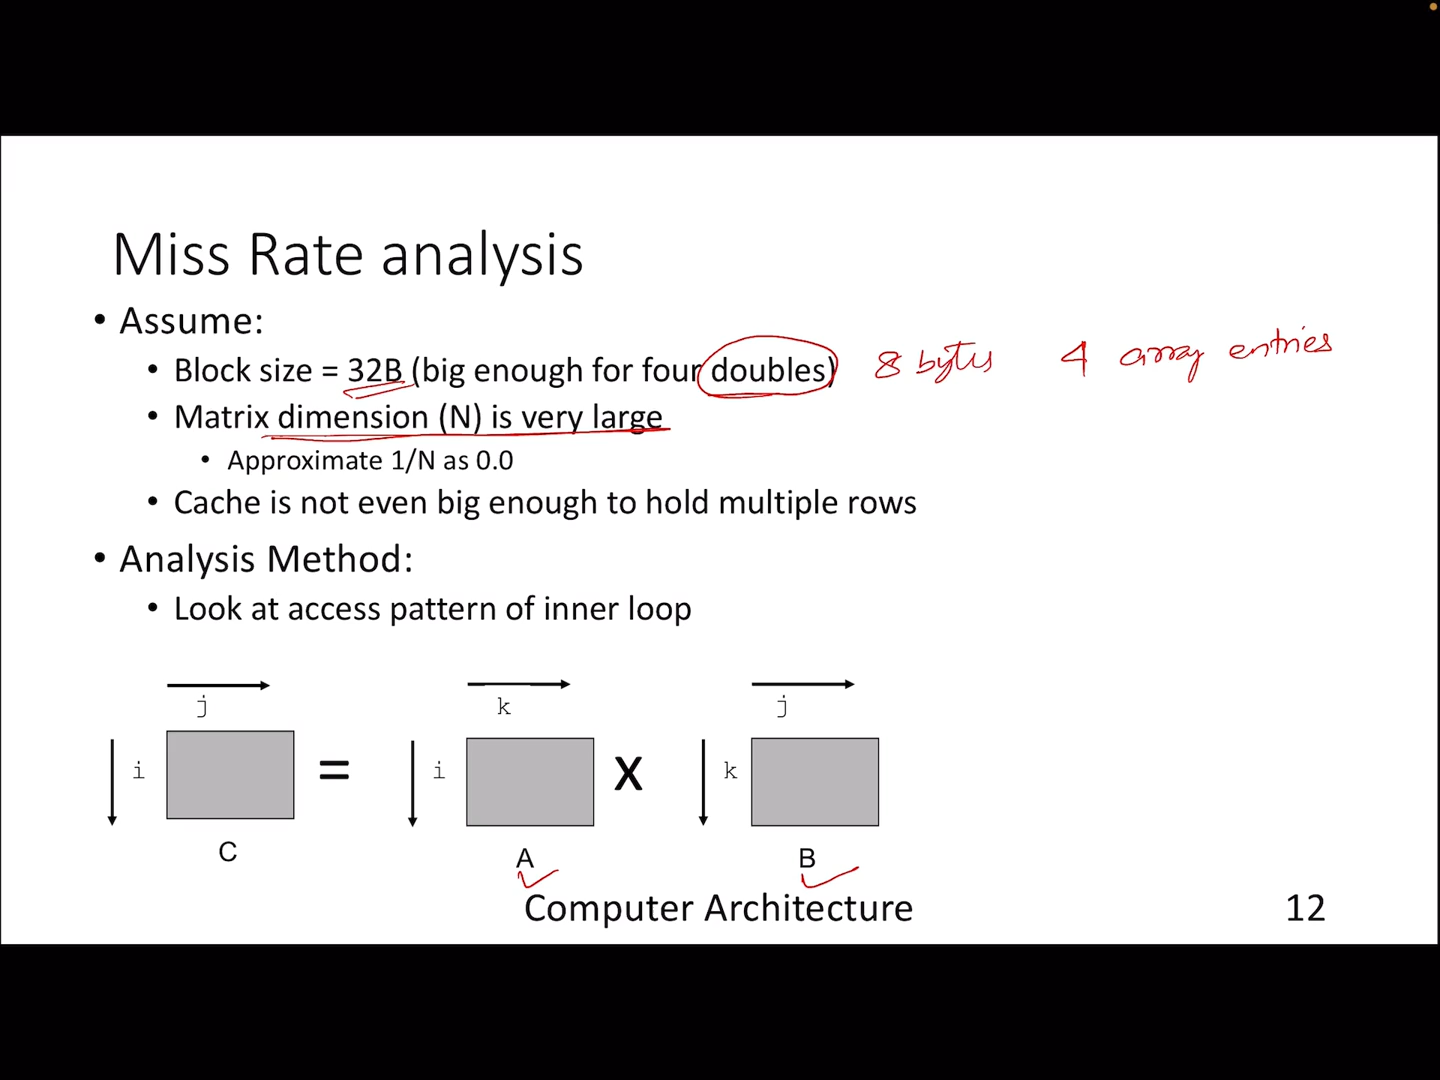 Miss Rate analysis
• Assume:
• Block size = 32B (big enough for four doubles) 8 bytes 4 array entries
• Matrix dimension (N) is very large
• Approximate 1/N as 0.0
• Cache is not even big enough to hold multiple rows
• Analysis Method:
• Look at access pattern of inner loop
j k j
i = i x k
C A B
Computer Architecture 12